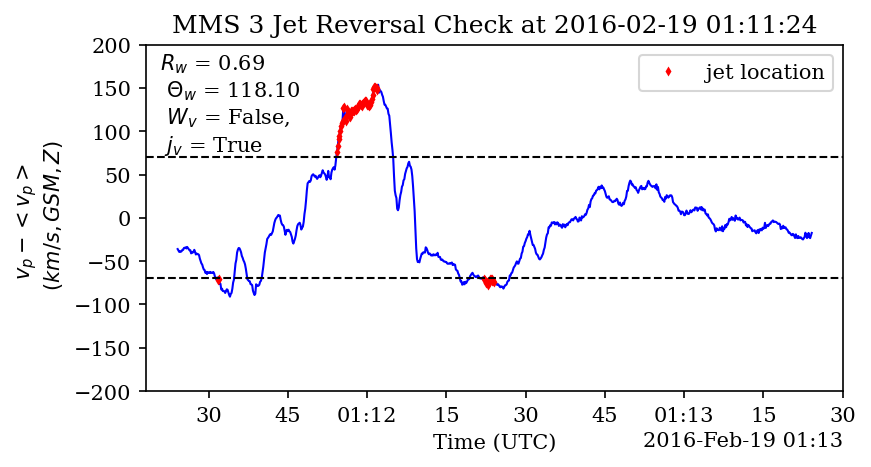 MMS 3 Jet Reversal Check at 2016-02-19 01:11:24
R_w = 0.69
Θ_w = 118.10
W_v = False,
j_v = True
jet location
v_p − < v_p >
(km/s, GSM, Z)
200
150
100
50
0
−50
−100
−150
−200
30 45 01:12 15 30 45 01:13 15 30
Time (UTC)
2016-Feb-19 01:13